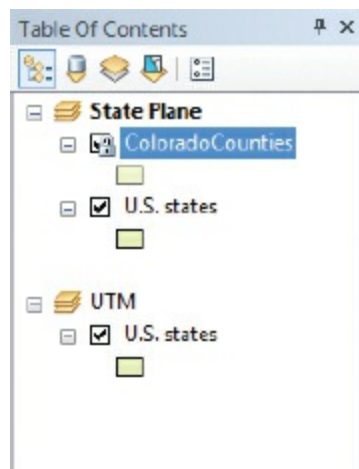 Table Of Contents
State Plane
ColoradoCounties
U.S. states
UTM
U.S. states